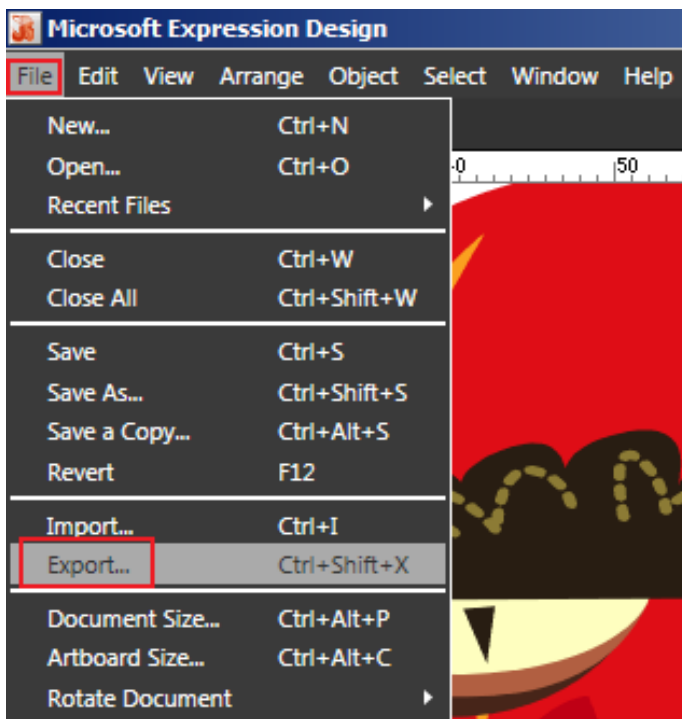 Microsoft Expression Design
File Edit View Arrange Object Select Window Help
New... Ctrl+N
Open... Ctrl+O
Recent Files
Close Ctrl+W
Close All Ctrl+Shift+W
Save Ctrl+S
Save As... Ctrl+Shift+S
Save a Copy... Ctrl+Alt+S
Revert F12
Import... Ctrl+I
Export... Ctrl+Shift+X
Document Size... Ctrl+Alt+P
Artboard Size... Ctrl+Alt+C
Rotate Document
50